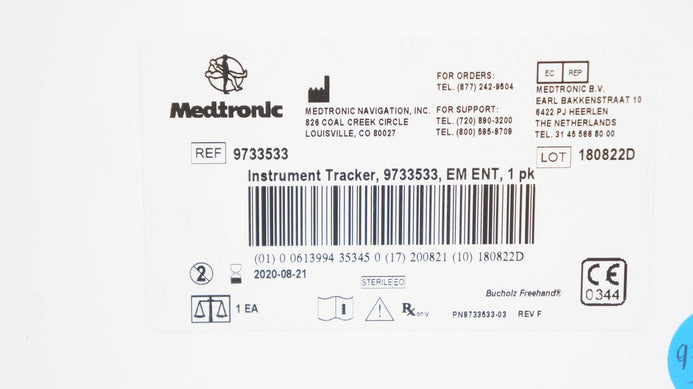 Medtronic
MEDTRONIC NAVIGATION, INC.
826 COAL CREEK CIRCLE
LOUISVILLE, CO 80027
FOR ORDERS:
TEL. (877) 242-9504
FOR SUPPORT:
TEL. (720) 890-3200
TEL. (800) 595-9709
EC REP
MEDTRONIC B.V.
EARL BAKKENSTRAAT 10
6422 PJ HEERLEN
THE NETHERLANDS
TEL. 31 45 566 80 00
REF 9733533
LOT 180822D
Instrument Tracker, 9733533, EM ENT, 1 pk
(01) 0 0613994 35345 0 (17) 200821 (10) 180822D
2
2020-08-21
STERILE EO
CE
0344
1 EA
i
Rx only
Bucholz Freehand®
PN9733533-03 REV F